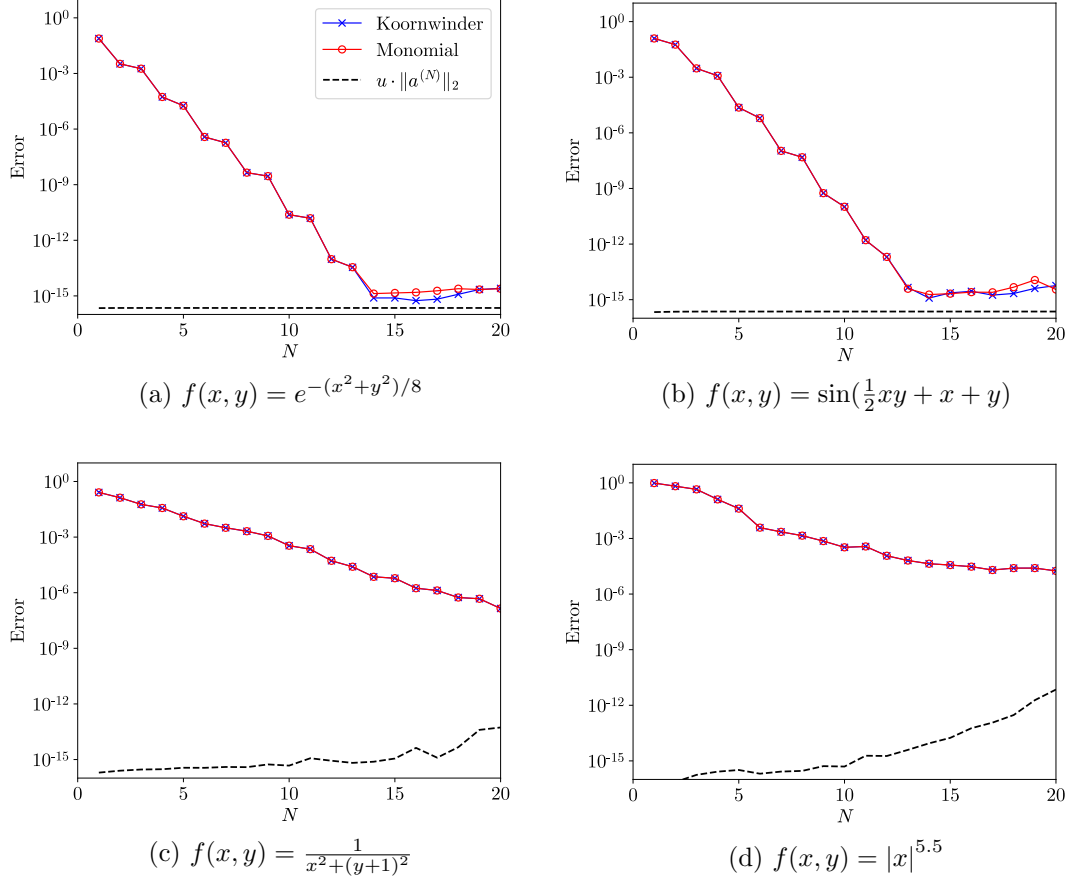 10^0
10^-3
10^-6
10^-9
10^-12
10^-15
Error
0 5 10 15 20
N
Koornwinder
Monomial
u · ‖a^(N)‖_2
(a) f(x, y) = e^{−(x^2+y^2)/8}
10^0
10^-3
10^-6
10^-9
10^-12
10^-15
Error
0 5 10 15 20
N
(b) f(x, y) = sin(½xy + x + y)
10^0
10^-3
10^-6
10^-9
10^-12
10^-15
Error
0 5 10 15 20
N
(c) f(x, y) = 1/(x^2+(y+1)^2)
10^0
10^-3
10^-6
10^-9
10^-12
10^-15
Error
0 5 10 15 20
N
(d) f(x, y) = |x|^5.5